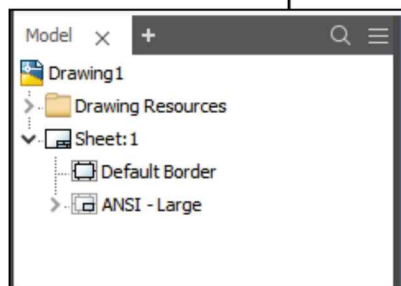 Model
Drawing1
Drawing Resources
Sheet:1
Default Border
ANSI - Large